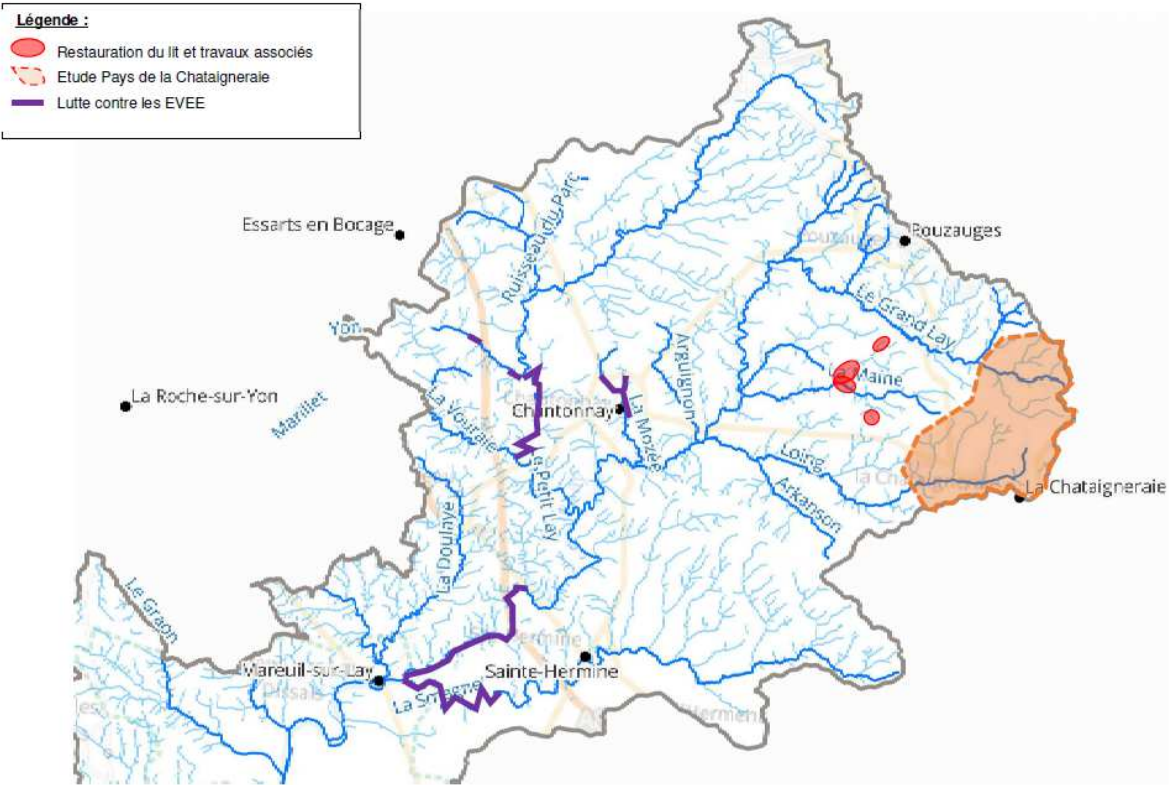 Légende :
Restauration du lit et travaux associés
Etude Pays de la Chataigneraie
Lutte contre les EVEE
Essarts en Bocage
Ruisseau du Parc
Pouzauges
Pouzauges
Le Grand Lay
Yon
La Roche-sur-Yon
Marillet
La Vouraie
Chantonnay
La Mozée
Arguignon
La Maine
Loing
la Cha
La Chataigneraie
Arkanson
Petit Lay
La Doulaye
Le Graon
Mareuil-sur-Lay
Sainte-Hermine
La Smagne